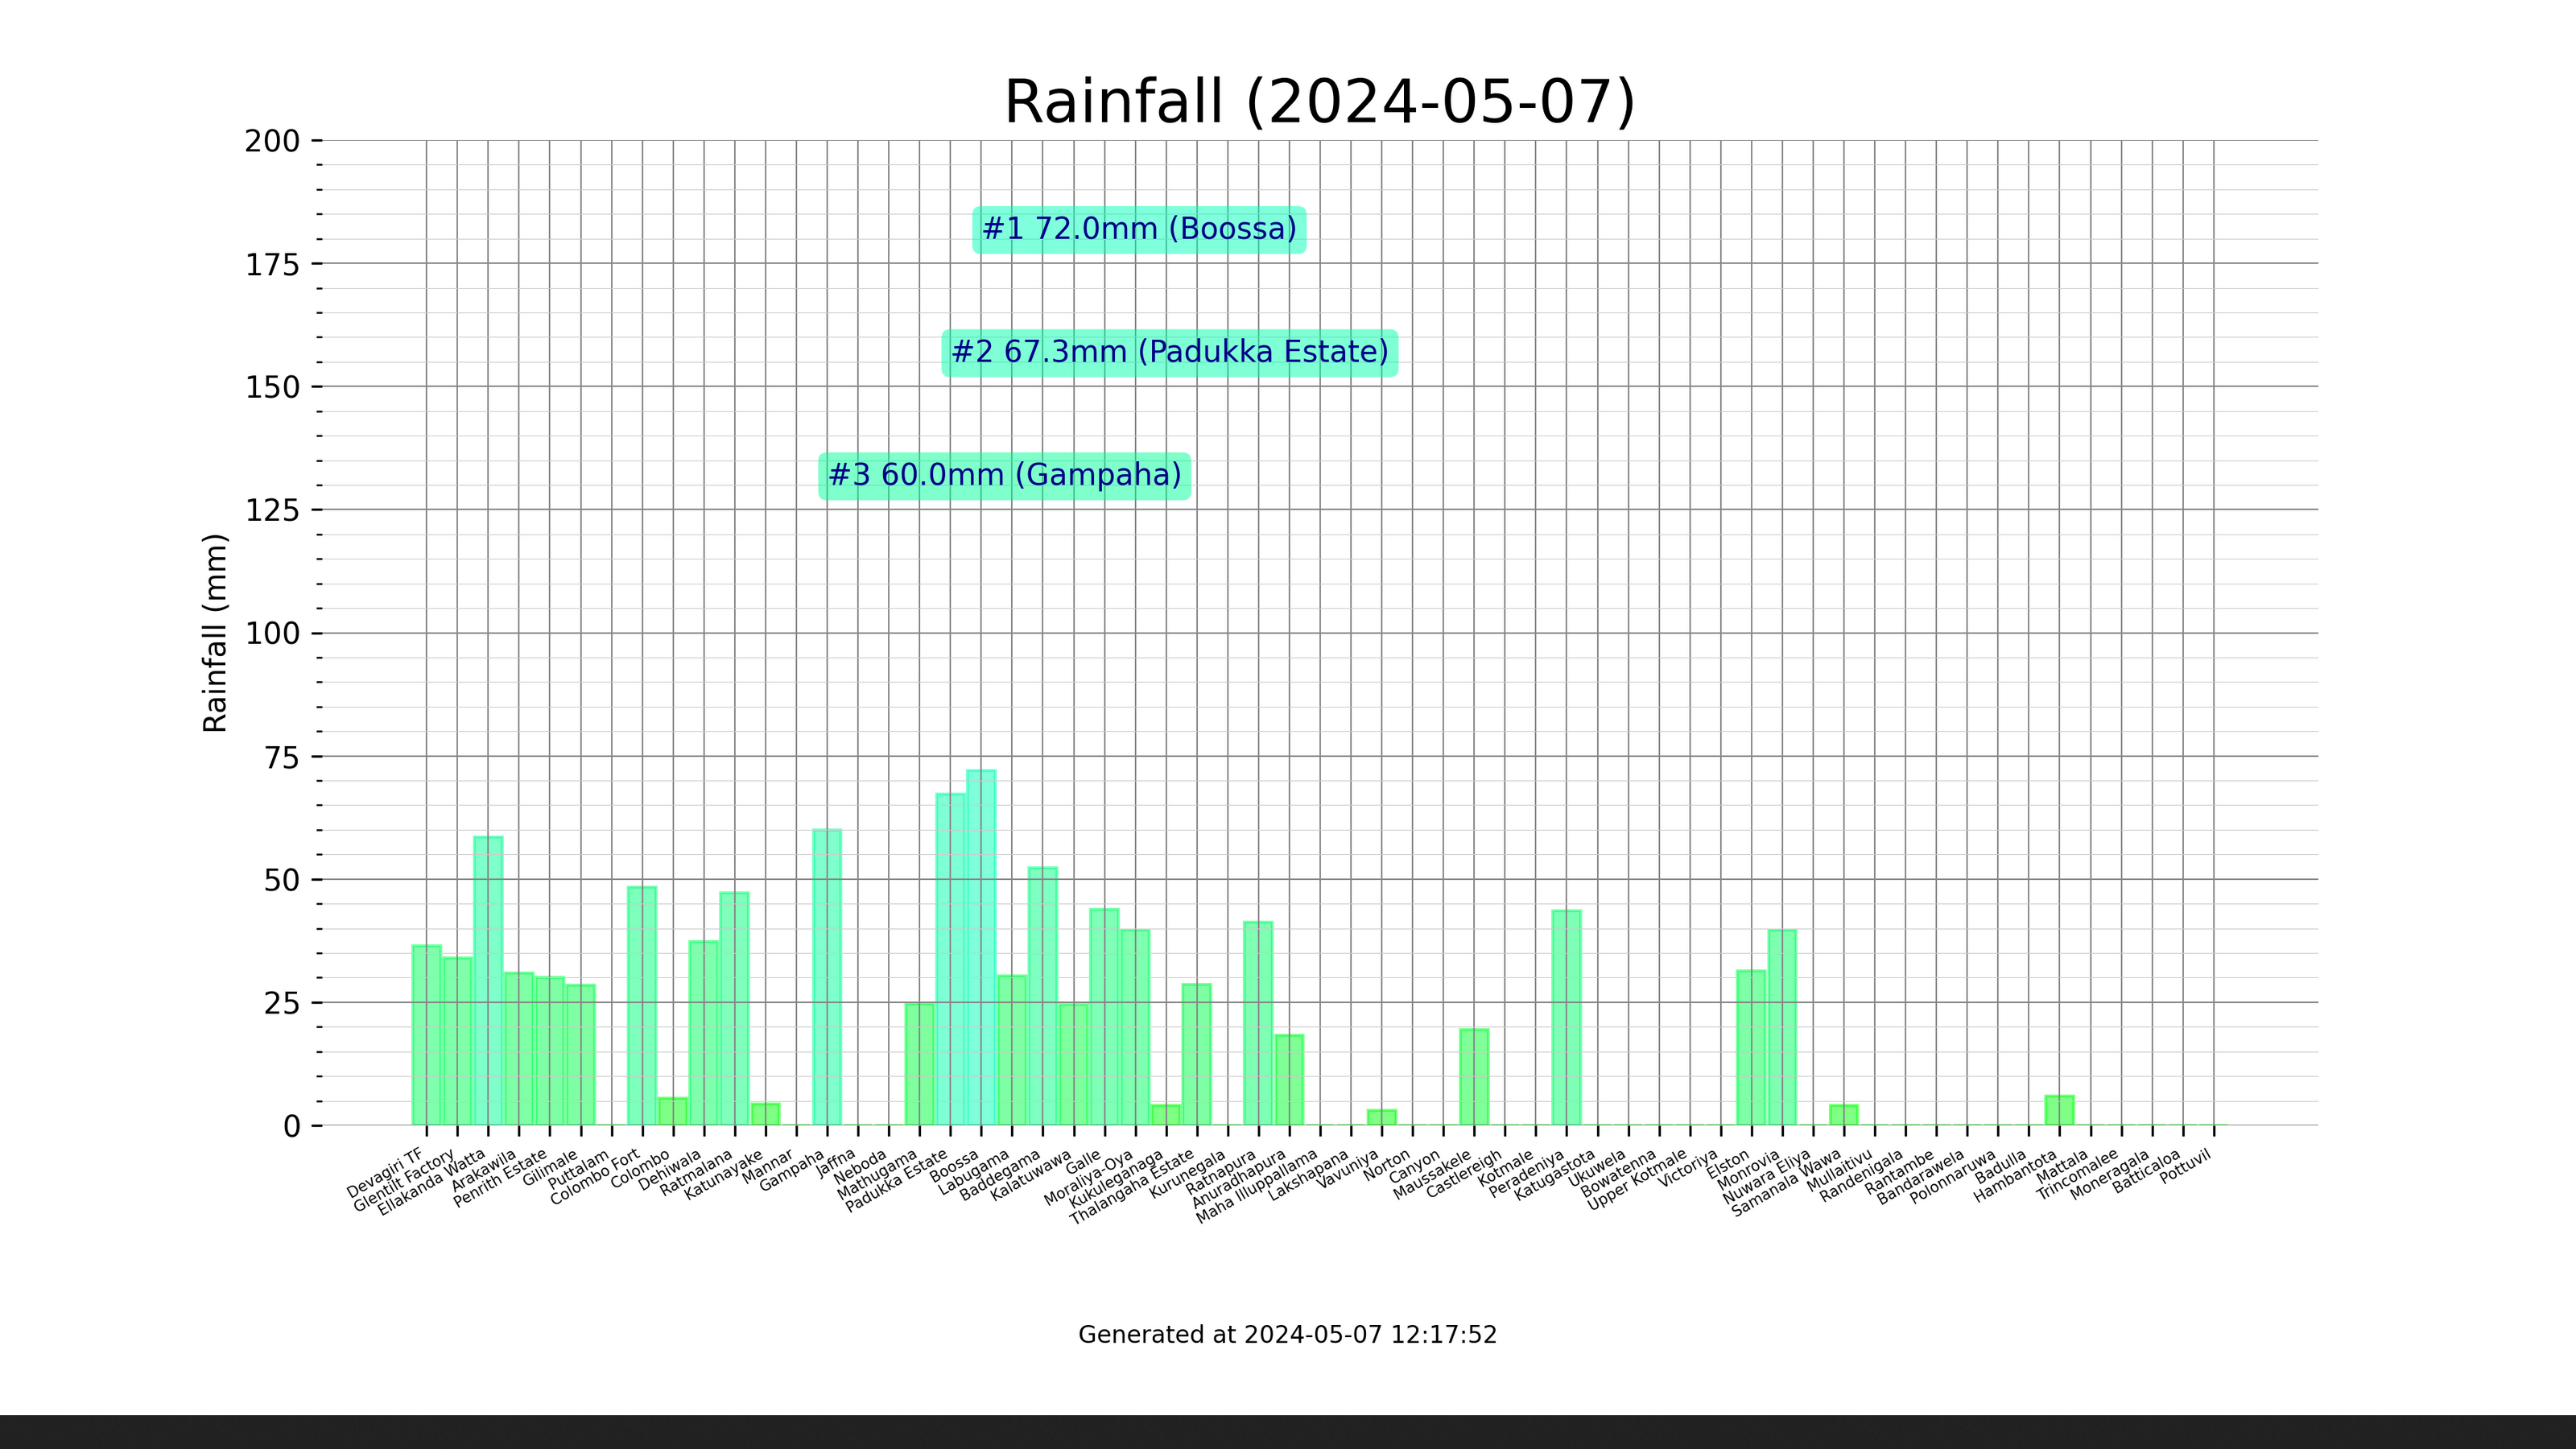 Rainfall (2024-05-07)
200
175
150
125
100
75
50
25
0
Rainfall (mm)
#1 72.0mm (Boossa)
#2 67.3mm (Padukka Estate)
#3 60.0mm (Gampaha)
Devagiri TF
Glentilt Factory
Ellakanda Watta
Arakawila
Penrith Estate
Gilimale
Puttalam
Colombo Fort
Colombo
Dehiwala
Ratmalana
Katunayake
Mannar
Gampaha
Jaffna
Neboda
Mathugama
Padukka Estate
Boossa
Labugama
Baddegama
Kalatuwawa
Galle
Moraliya-Oya
Kukuleganaga
Thalangaha Estate
Kurunegala
Ratnapura
Anuradhapura
Maha Illuppallama
Lakshapana
Vavuniya
Norton
Canyon
Maussakele
Castlereigh
Kotmale
Peradeniya
Katugastota
Ukuwela
Bowatenna
Upper Kotmale
Victoriya
Elston
Monrovia
Nuwara Eliya
Samanala Wawa
Mullaitivu
Randenigala
Rantambe
Bandarawela
Polonnaruwa
Badulla
Hambantota
Mattala
Trincomalee
Moneragala
Batticaloa
Pottuvil
Generated at 2024-05-07 12:17:52